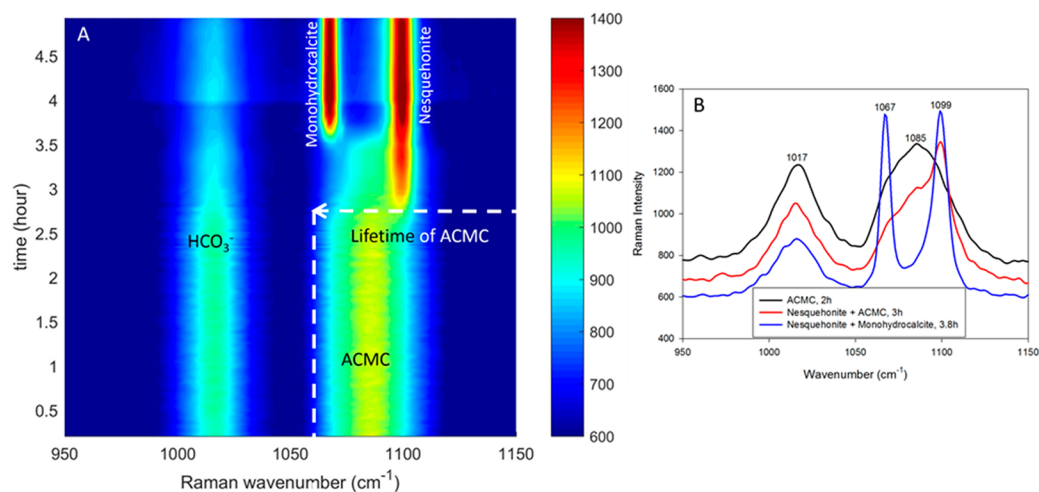 A
Monohydrocalcite
Nesquehonite
HCO3-
Lifetime of ACMC
ACMC
4.5
4
3.5
3
2.5
2
1.5
1
0.5
time (hour)
950 1000 1050 1100 1150
Raman wavenumber (cm-1)
1400
1300
1200
1100
1000
900
800
700
600
B
1600
1400
1200
1000
800
600
400
Raman Intensity
1017
1067
1085
1099
ACMC, 2h
Nesquehonite + ACMC, 3h
Nesquehonite + Monohydrocalcite, 3.8h
950 1000 1050 1100 1150
Wavenumber (cm-1)